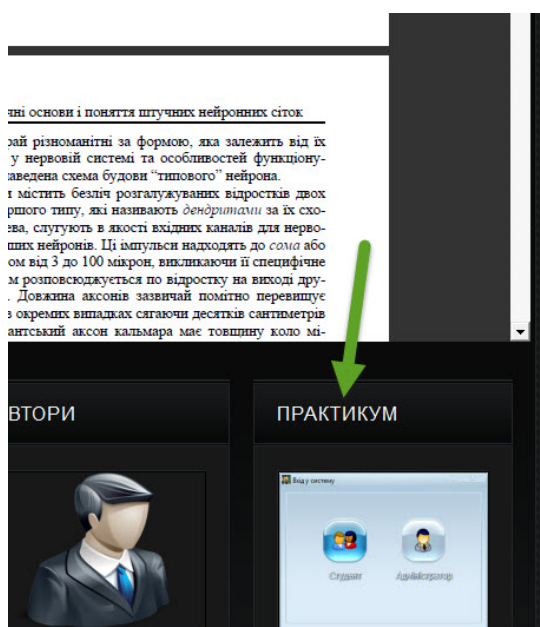 чні основи і поняття штучних нейронних сіток
рай різноманітні за формою, яка залежить від їх
у нервовій системі та особливостей функціону-
наведена схема будови “типового” нейрона.
и містить безліч розгалужуваних відростків двох
ршого типу, які називають дендритами за їх схо-
ева, слугують в якості вхідних каналів для нерво-
нших нейронів. Ці імпульси надходять до сома або
ом від 3 до 100 мікрон, викликаючи її специфічне
м розповсюджується по відростку на виході дру-
. Довжина аксонів зазвичай помітно перевищує
в окремих випадках сягаючи десятків сантиметрів
антський аксон кальмара має товщину коло мі-
ВТОРИ
ПРАКТИКУМ
Вхід у систему
Студент
Адміністратор